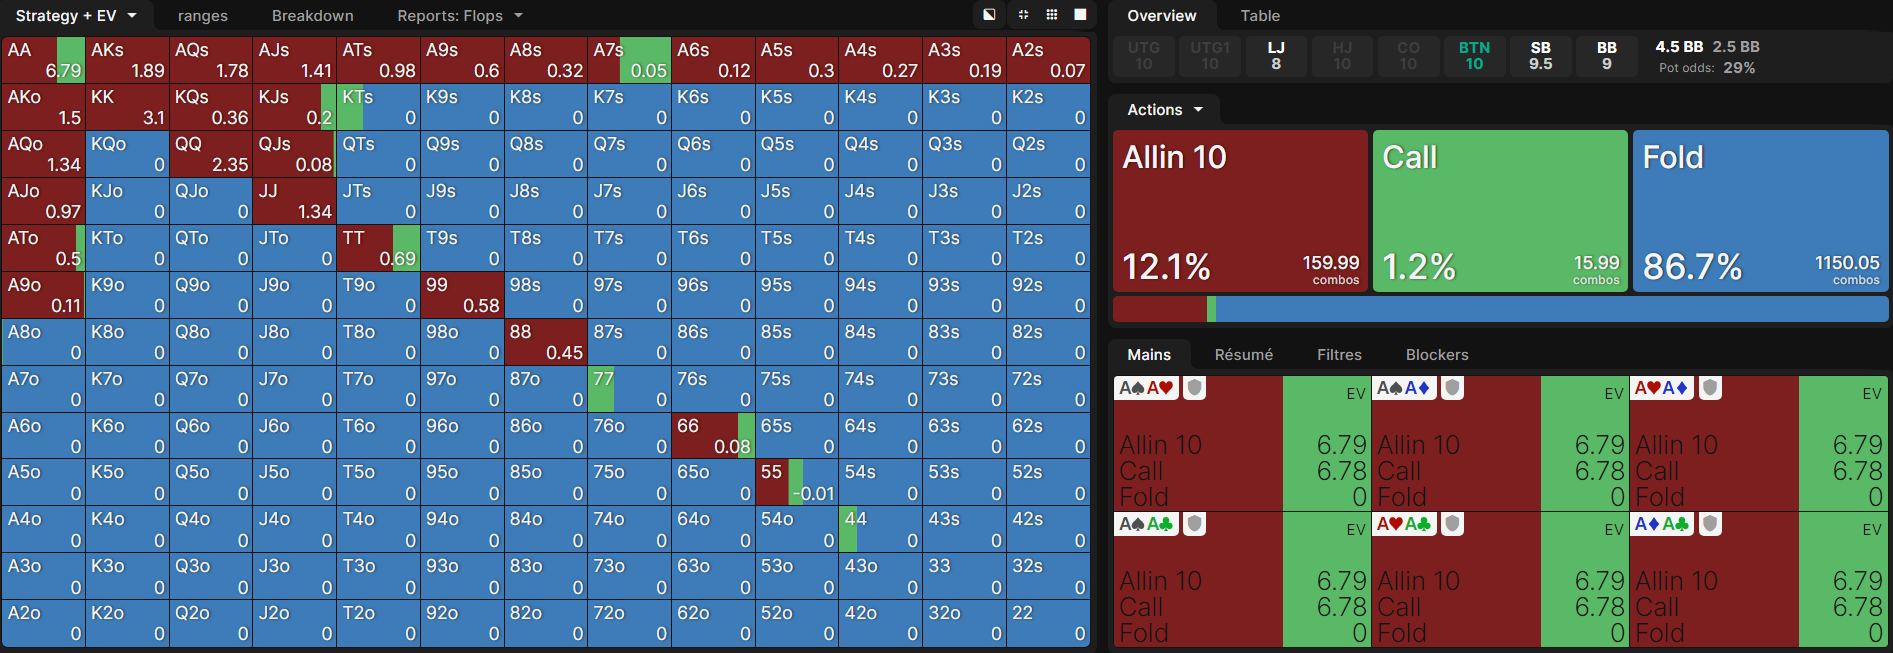 Strategy + EV ranges Breakdown Reports: Flops
AA AKs AQs AJs ATs A9s A8s A7s A6s A5s A4s A3s A2s
6.79 1.89 1.78 1.41 0.98 0.6 0.32 0.05 0.12 0.3 0.27 0.19 0.07
AKo KK KQs KJs KTs K9s K8s K7s K6s K5s K4s K3s K2s
1.5 3.1 0.36 0.2 0 0 0 0 0 0 0 0 0
AQo KQo QQ QJs QTs Q9s Q8s Q7s Q6s Q5s Q4s Q3s Q2s
1.34 0 2.35 0.08 0 0 0 0 0 0 0 0 0
AJo KJo QJo JJ JTs J9s J8s J7s J6s J5s J4s J3s J2s
0.97 0 0 1.34 0 0 0 0 0 0 0 0 0
ATo KTo QTo JTo TT T9s T8s T7s T6s T5s T4s T3s T2s
0.5 0 0 0 0.69 0 0 0 0 0 0 0 0
A9o K9o Q9o J9o T9o 99 98s 97s 96s 95s 94s 93s 92s
0.11 0 0 0 0 0.58 0 0 0 0 0 0 0
A8o K8o Q8o J8o T8o 98o 88 87s 86s 85s 84s 83s 82s
0 0 0 0 0 0 0.45 0 0 0 0 0 0
A7o K7o Q7o J7o T7o 97o 87o 77 76s 75s 74s 73s 72s
0 0 0 0 0 0 0 0 0 0 0 0 0
A6o K6o Q6o J6o T6o 96o 86o 76o 66 65s 64s 63s 62s
0 0 0 0 0 0 0 0 0.08 0 0 0 0
A5o K5o Q5o J5o T5o 95o 85o 75o 65o 55 54s 53s 52s
0 0 0 0 0 0 0 0 0 -0.01 0 0 0
A4o K4o Q4o J4o T4o 94o 84o 74o 64o 54o 44 43s 42s
0 0 0 0 0 0 0 0 0 0 0 0 0
A3o K3o Q3o J3o T3o 93o 83o 73o 63o 53o 43o 33 32s
0 0 0 0 0 0 0 0 0 0 0 0 0
A2o K2o Q2o J2o T2o 92o 82o 72o 62o 52o 42o 32o 22
0 0 0 0 0 0 0 0 0 0 0 0 0
Overview Table
UTG UTG1 LJ HJ CO BTN SB BB 4.5 BB 2.5 BB
10 10 8 10 10 10 9.5 9 Pot odds: 29%
Actions
Allin 10 Call Fold
12.1% 159.99 combos 1.2% 15.99 combos 86.7% 1150.05 combos
Mains Résumé Filtres Blockers
A♠A♥ EV A♠A♦ EV A♥A♦ EV
Allin 10 6.79 Allin 10 6.79 Allin 10 6.79
Call 6.78 Call 6.78 Call 6.78
Fold 0 Fold 0 Fold 0
A♠A♣ EV A♥A♣ EV A♦A♣ EV
Allin 10 6.79 Allin 10 6.79 Allin 10 6.79
Call 6.78 Call 6.78 Call 6.78
Fold 0 Fold 0 Fold 0